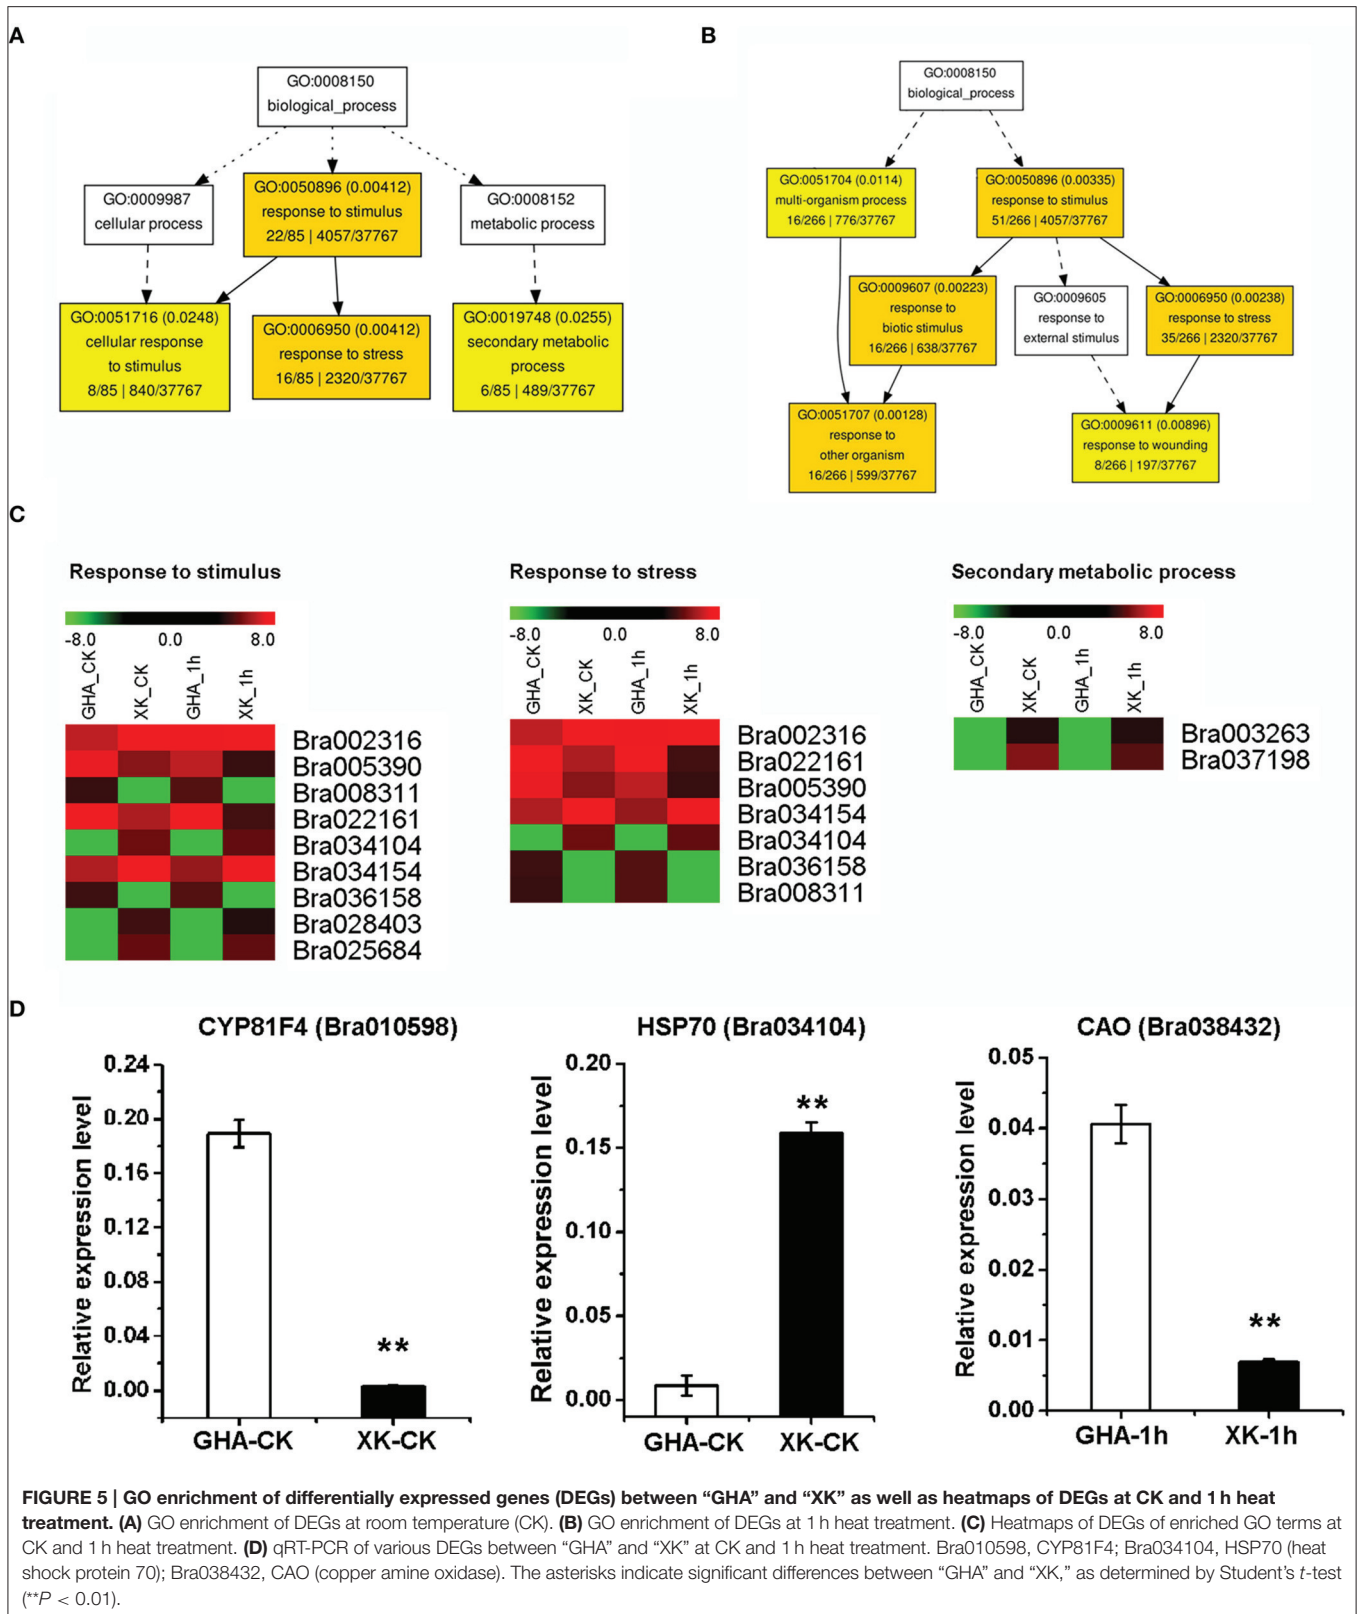 A
GO:0008150
biological_process
GO:0009987
cellular process
GO:0050896 (0.00412)
response to stimulus
22/85 | 4057/37767
GO:0008152
metabolic process
GO:0051716 (0.0248)
cellular response
to stimulus
8/85 | 840/37767
GO:0006950 (0.00412)
response to stress
16/85 | 2320/37767
GO:0019748 (0.0255)
secondary metabolic
process
6/85 | 489/37767
B
GO:0008150
biological_process
GO:0051704 (0.0114)
multi-organism process
16/266 | 776/37767
GO:0050896 (0.00335)
response to stimulus
51/266 | 4057/37767
GO:0009607 (0.00223)
response to
biotic stimulus
16/266 | 638/37767
GO:0009605
response to
external stimulus
GO:0006950 (0.00238)
response to stress
35/266 | 2320/37767
GO:0051707 (0.00128)
response to
other organism
16/266 | 599/37767
GO:0009611 (0.00896)
response to wounding
8/266 | 197/37767
C
Response to stimulus
-8.0 0.0 8.0
GHA_CK XK_CK GHA_1h XK_1h
Bra002316
Bra005390
Bra008311
Bra022161
Bra034104
Bra034154
Bra036158
Bra028403
Bra025684
Response to stress
-8.0 0.0 8.0
GHA_CK XK_CK GHA_1h XK_1h
Bra002316
Bra022161
Bra005390
Bra034154
Bra034104
Bra036158
Bra008311
Secondary metabolic process
-8.0 0.0 8.0
GHA_CK XK_CK GHA_1h XK_1h
Bra003263
Bra037198
D
CYP81F4 (Bra010598)
Relative expression level
0.24
0.20
0.16
0.12
0.08
0.04
0.00
**
GHA-CK XK-CK
HSP70 (Bra034104)
Relative expression level
0.20
0.15
0.10
0.05
0.00
**
GHA-CK XK-CK
CAO (Bra038432)
Relative expression level
0.05
0.04
0.03
0.02
0.01
0.00
**
GHA-1h XK-1h
FIGURE 5 | GO enrichment of differentially expressed genes (DEGs) between “GHA” and “XK” as well as heatmaps of DEGs at CK and 1 h heat
treatment. (A) GO enrichment of DEGs at room temperature (CK). (B) GO enrichment of DEGs at 1 h heat treatment. (C) Heatmaps of DEGs of enriched GO terms at
CK and 1 h heat treatment. (D) qRT-PCR of various DEGs between “GHA” and “XK” at CK and 1 h heat treatment. Bra010598, CYP81F4; Bra034104, HSP70 (heat
shock protein 70); Bra038432, CAO (copper amine oxidase). The asterisks indicate significant differences between “GHA” and “XK,” as determined by Student’s t-test
(**P < 0.01).